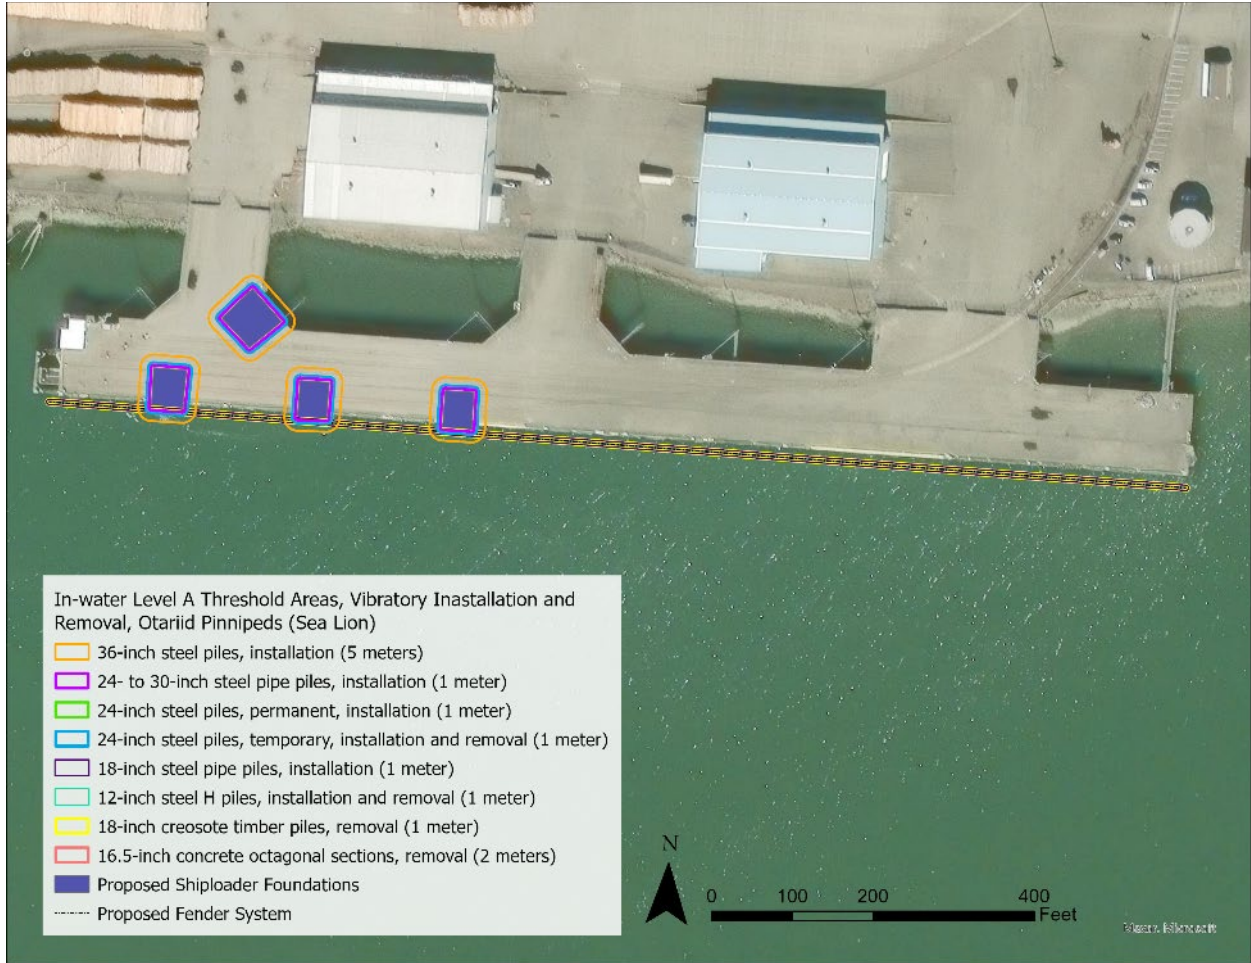 In-water Level A Threshold Areas, Vibratory Inastallation and
Removal, Otariid Pinnipeds (Sea Lion)
36-inch steel piles, installation (5 meters)
24- to 30-inch steel pipe piles, installation (1 meter)
24-inch steel piles, permanent, installation (1 meter)
24-inch steel piles, temporary, installation and removal (1 meter)
18-inch steel pipe piles, installation (1 meter)
12-inch steel H piles, installation and removal (1 meter)
18-inch creosote timber piles, removal (1 meter)
16.5-inch concrete octagonal sections, removal (2 meters)
Proposed Shiploader Foundations
Proposed Fender System
N
0 100 200 400
Feet
Microsoft